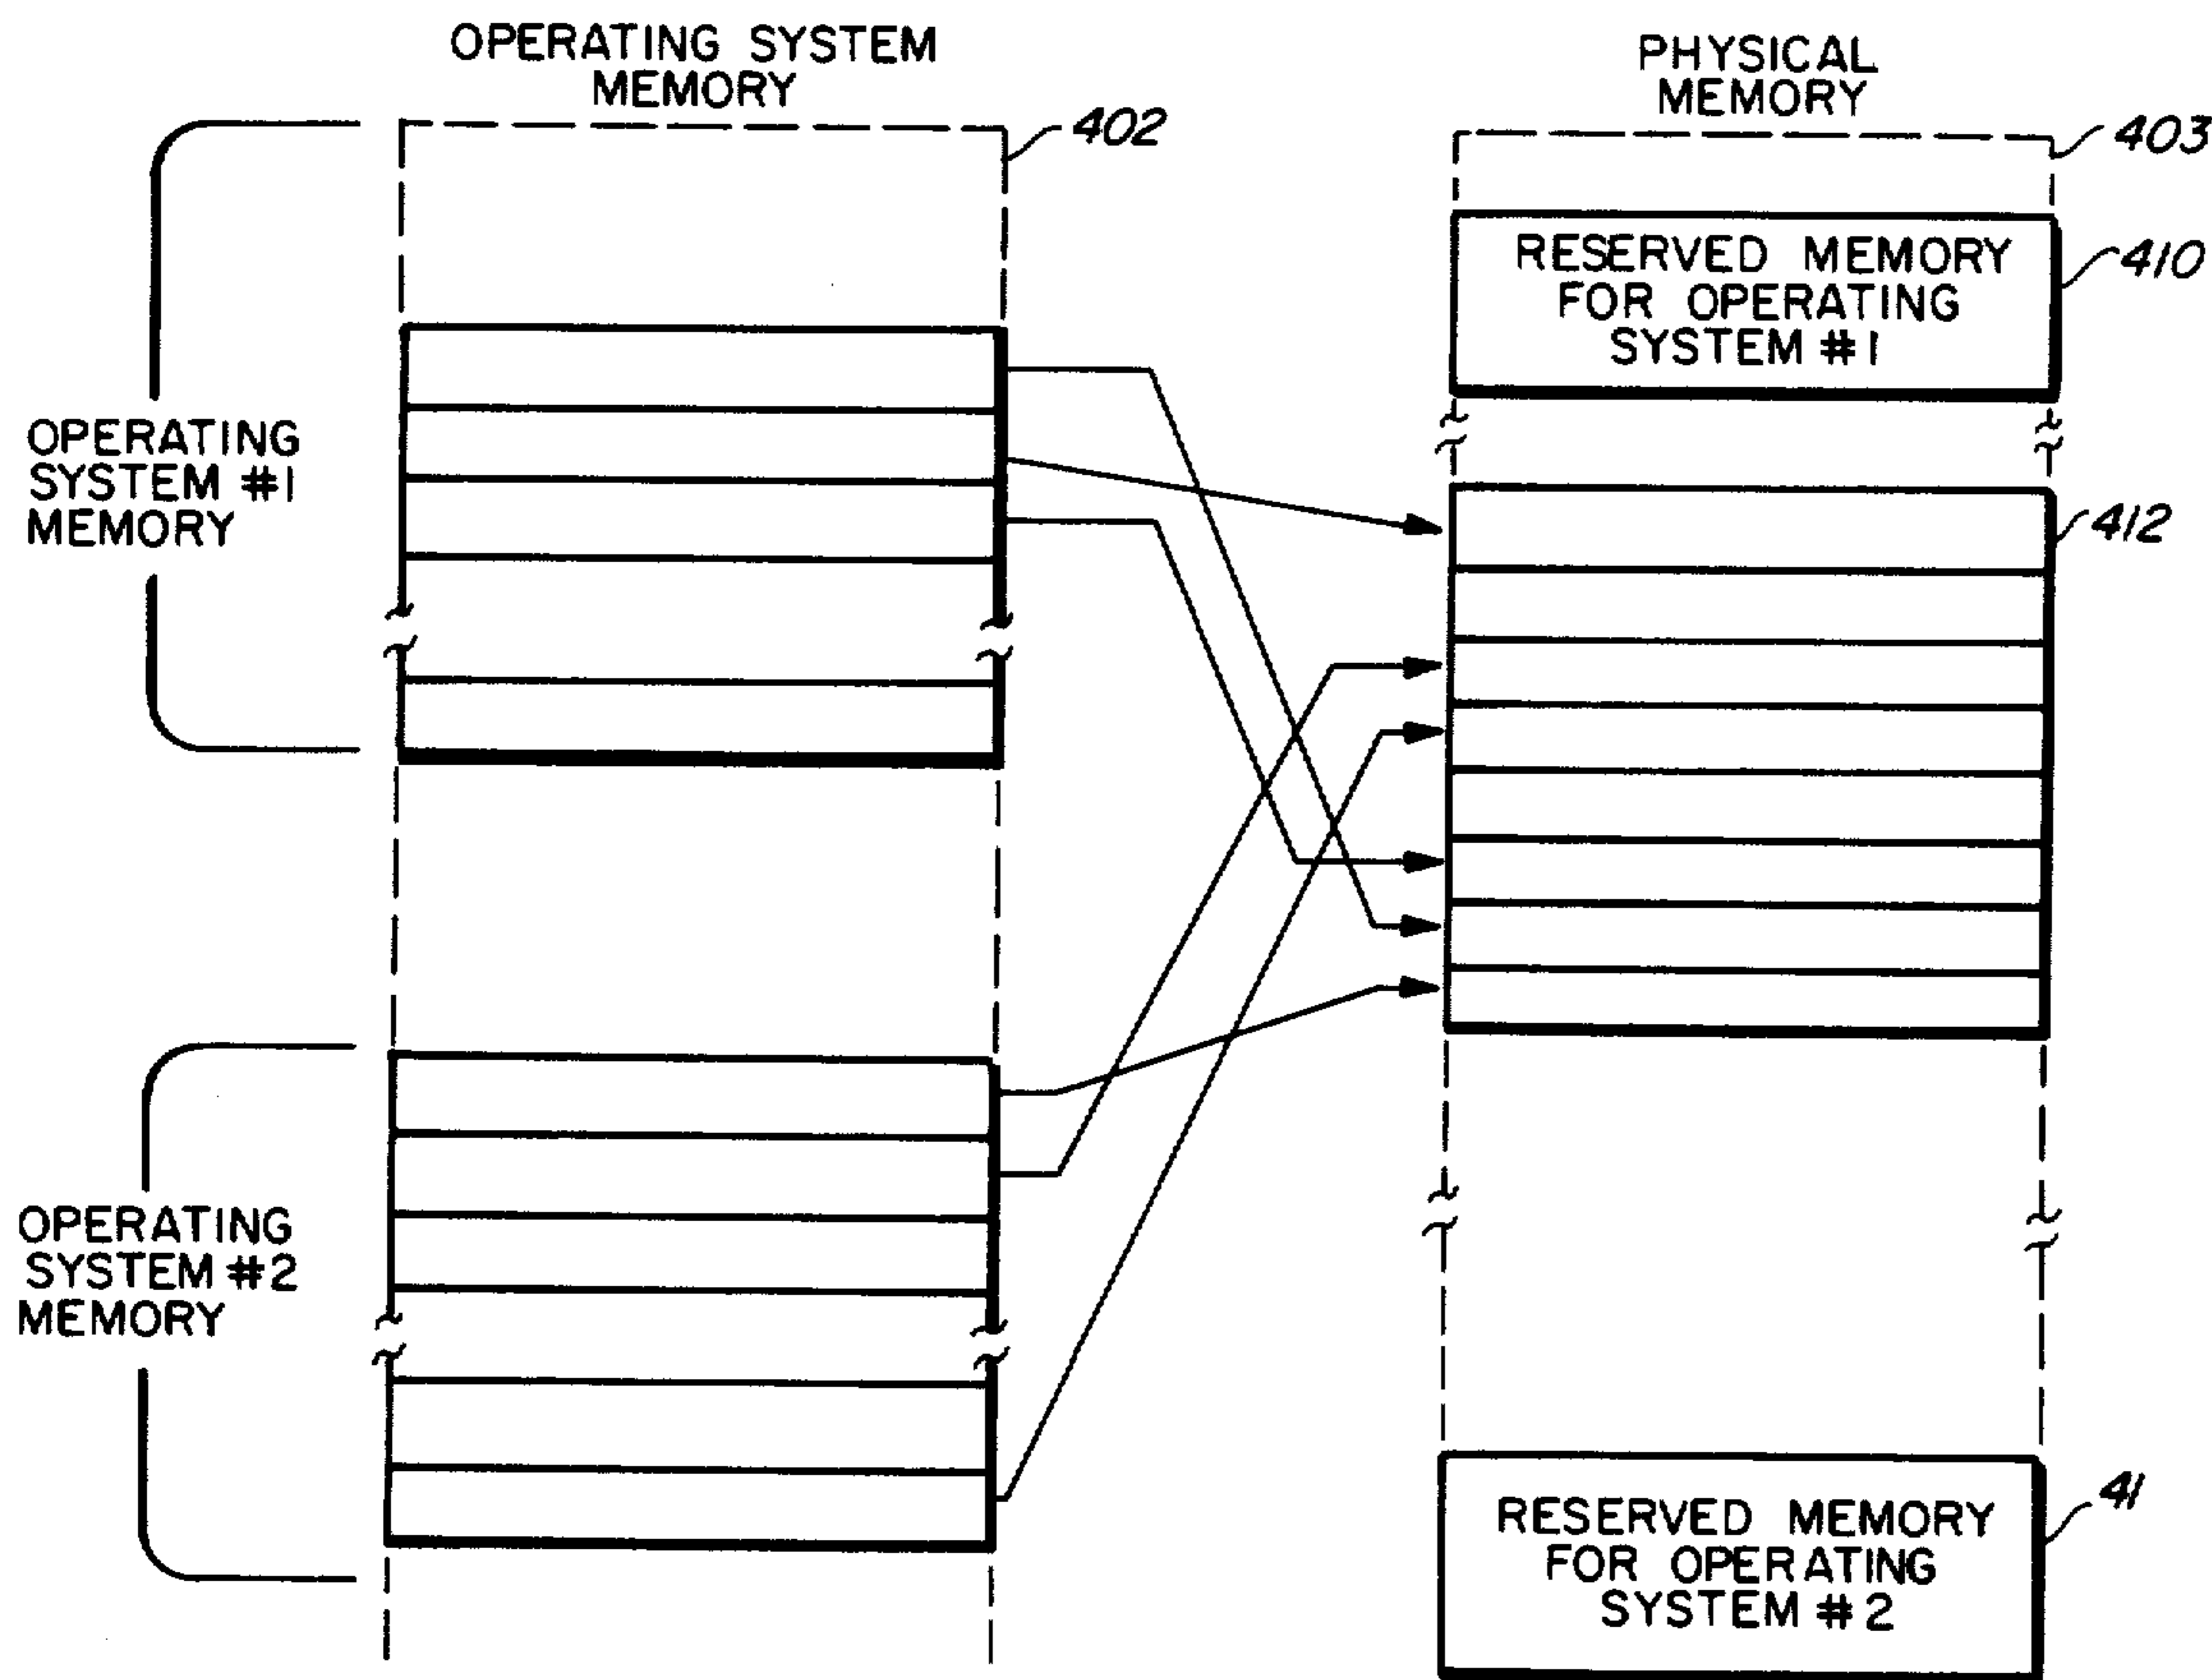 OPERATING SYSTEM
MEMORY
402
PHYSICAL
MEMORY
403
RESERVED MEMORY
FOR OPERATING
SYSTEM #1
410
OPERATING
SYSTEM #1
MEMORY
412
OPERATING
SYSTEM #2
MEMORY
RESERVED MEMORY
FOR OPERATING
SYSTEM #2
41